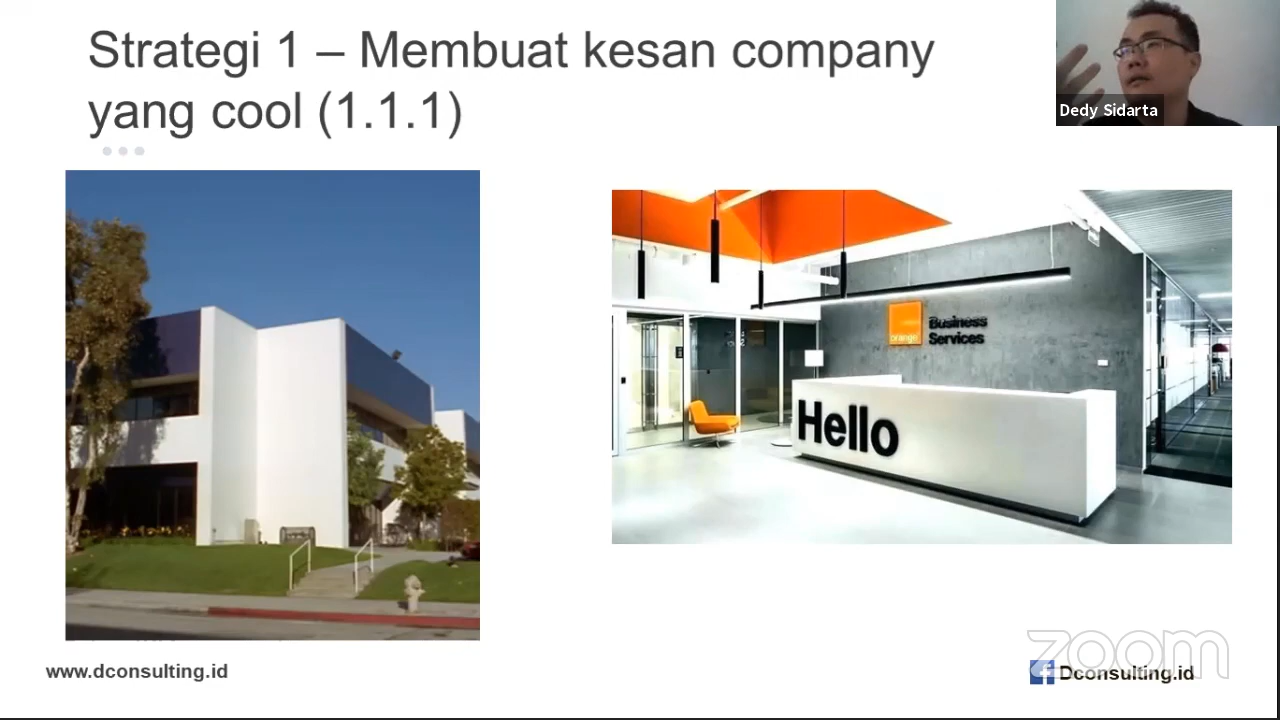 Strategi 1 – Membuat kesan company
yang cool (1.1.1)
Dedy Sidarta
orange
Business
Services
Hello
www.dconsulting.id
Dconsulting.id
zoom